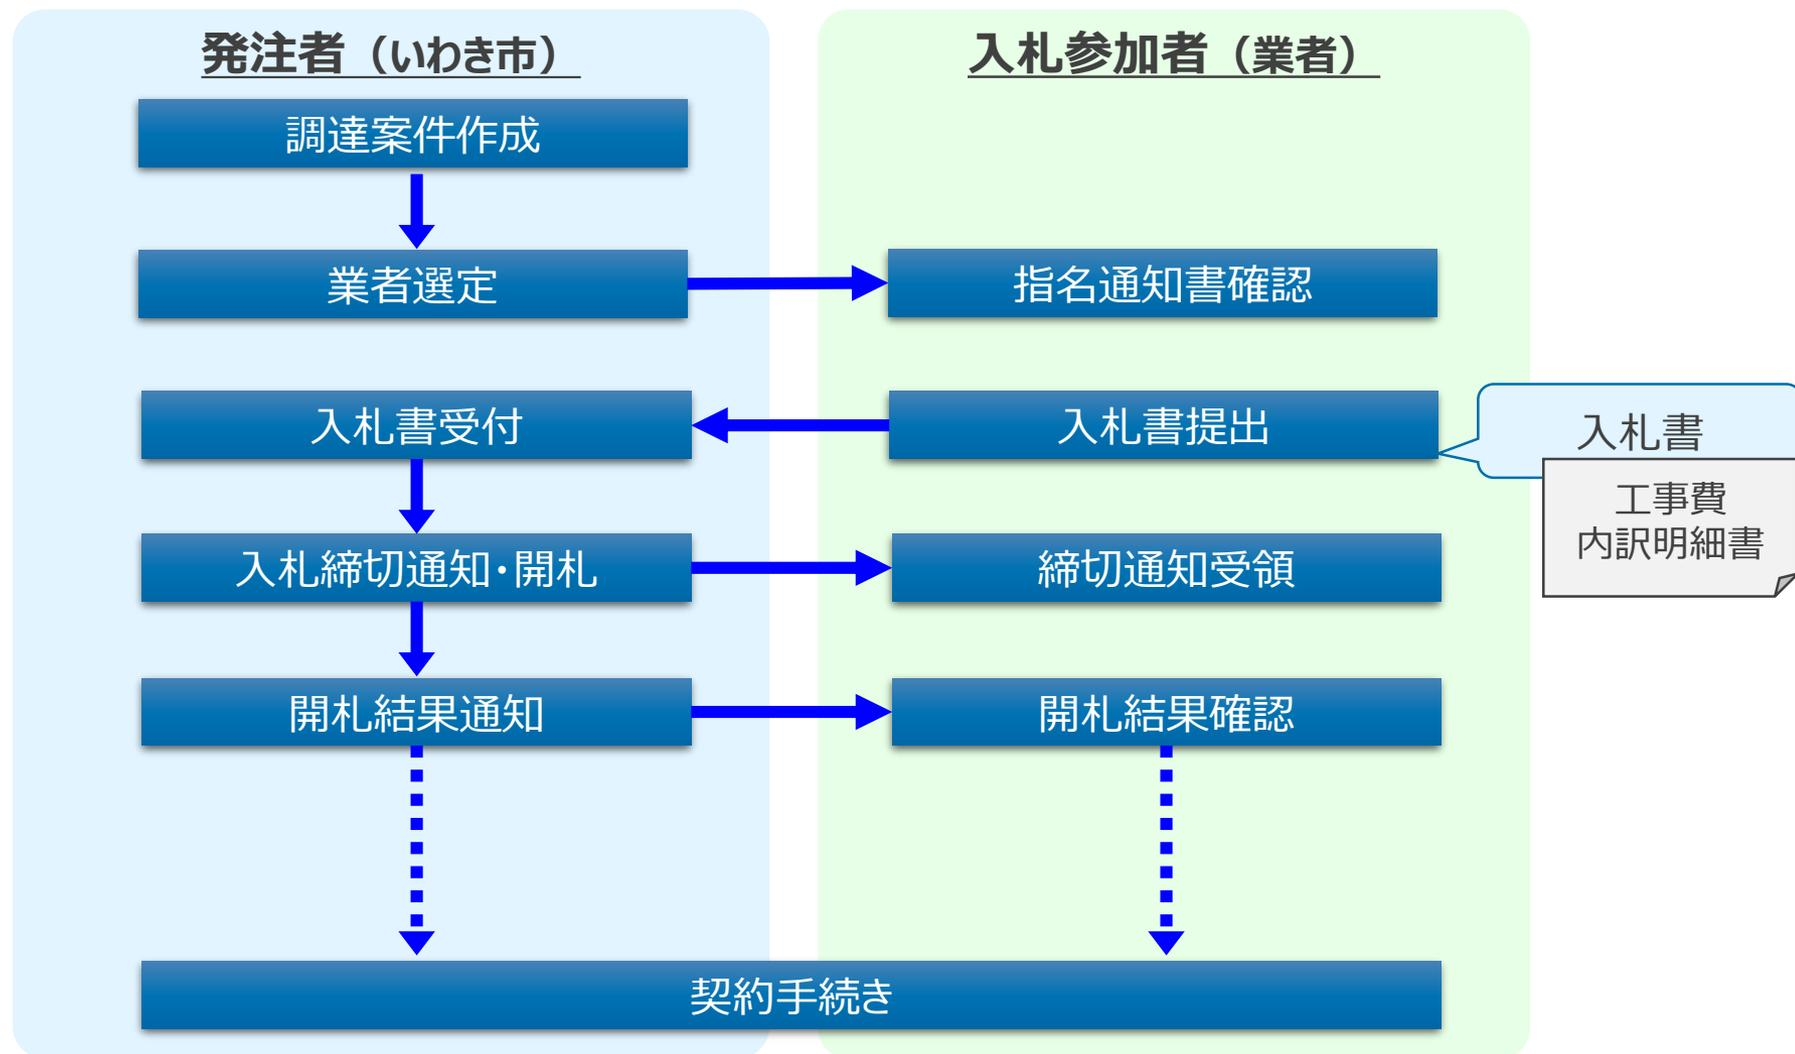 発注者（いわき市）
入札参加者（業者）
調達案件作成
業者選定
指名通知書確認
入札書受付
入札書提出
入札書
工事費
内訳明細書
入札締切通知・開札
締切通知受領
開札結果通知
開札結果確認
契約手続き